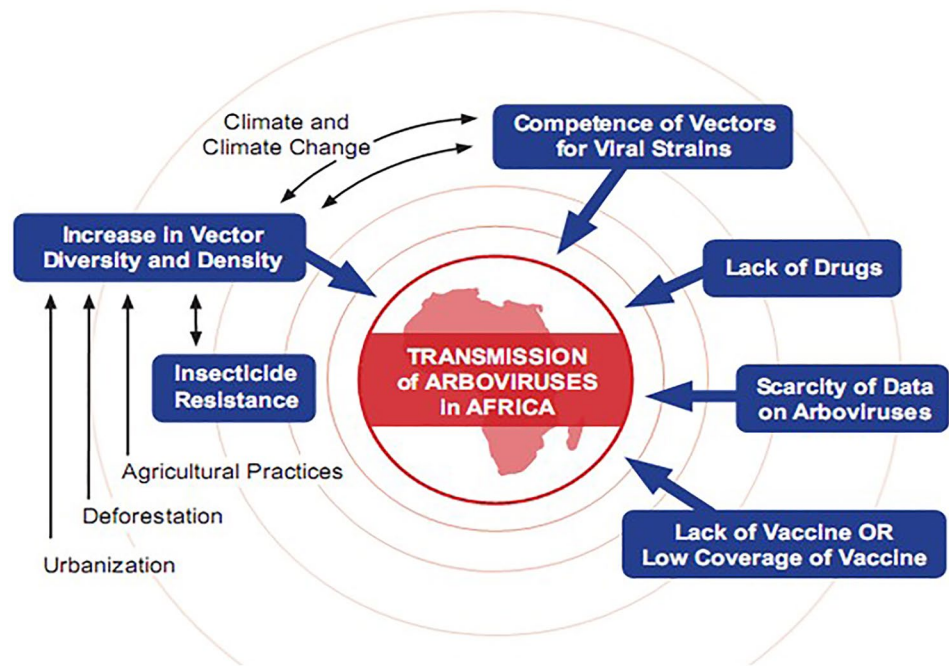 Climate and
Climate Change
Competence of Vectors
for Viral Strains
Increase in Vector
Diversity and Density
Lack of Drugs
TRANSMISSION
of ARBOVIRUSES
in AFRICA
Insecticide
Resistance
Scarcity of Data
on Arboviruses
Agricultural Practices
Deforestation
Urbanization
Lack of Vaccine OR
Low Coverage of Vaccine